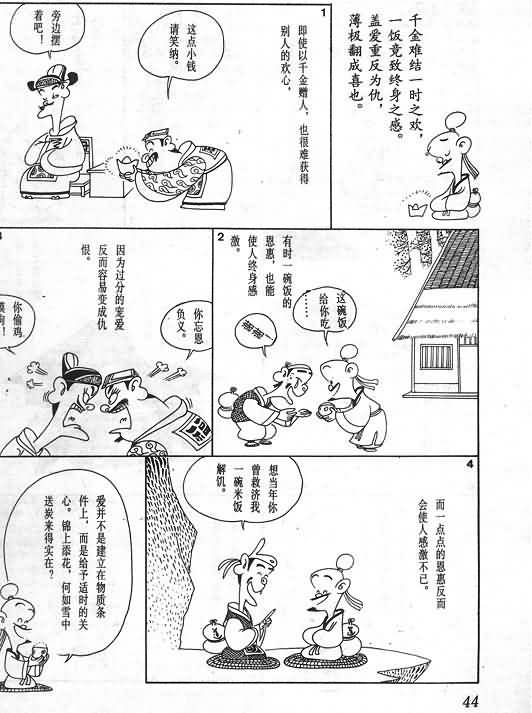 千金难结一时之欢，
一饭竟致终身之感。
盖爱重反为仇，
薄极翻成喜也。
1
即使以千金赠人，也很难获得
别人的欢心。
这点小钱
请笑纳。
旁边摆
着吧！
2
有时一碗饭的
恩惠，也能
使人终身感
激。
这碗饭
给你吃……
谢谢
3
因为过分的宠爱
反而容易变成仇
恨。
你忘恩
负义。
你偷鸡
摸狗！
4
而一点点的恩惠反而
会使人感激不已。
想当年你
曾救济我
一碗米饭
解饥。
爱并不是建立在物质条
件上，而是给予适时的关
心。锦上添花，何如雪中
送炭来得实在？
44